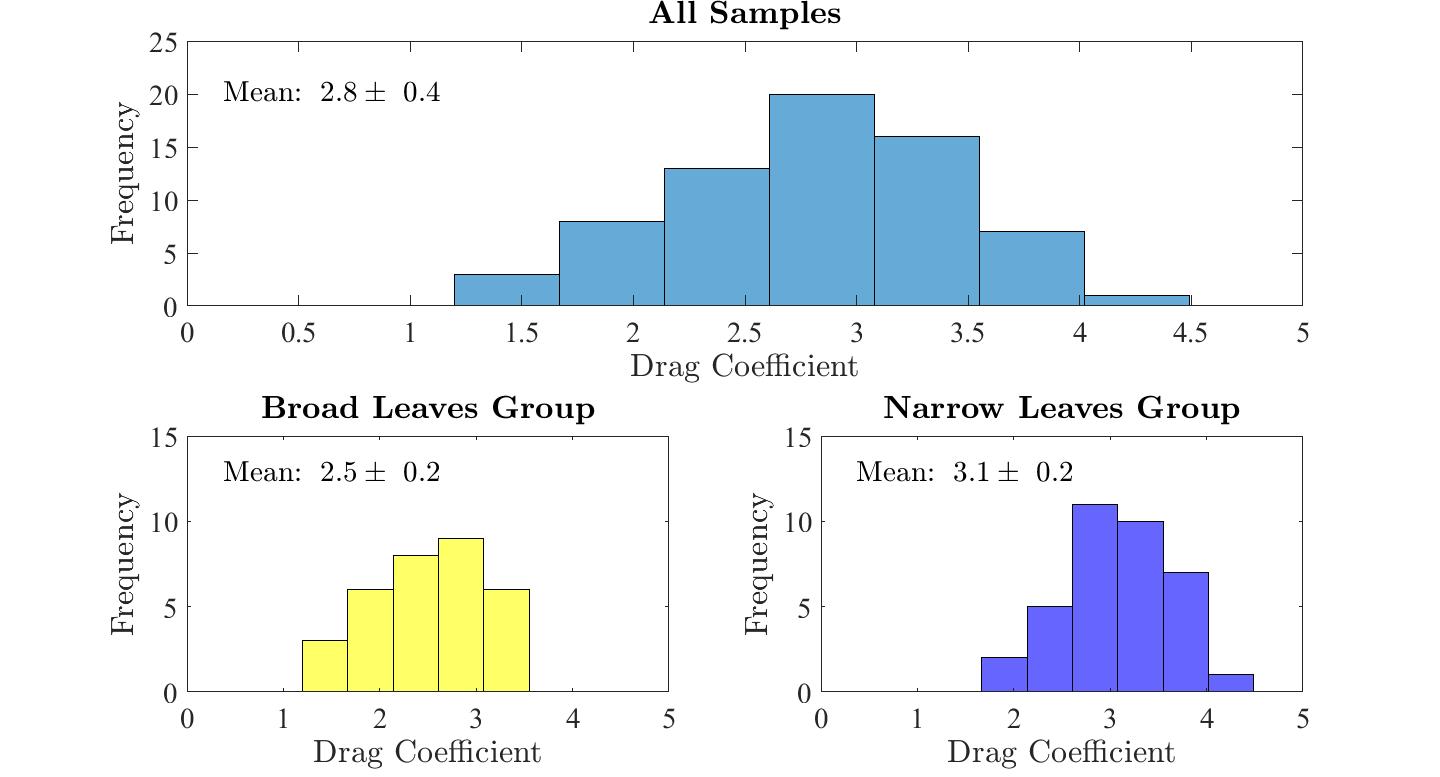 All Samples
25
Mean: 2.8 ± 0.4
20
15
10
5
0
Frequency
0 0.5 1 1.5 2 2.5 3 3.5 4 4.5 5
Drag Coefficient
Broad Leaves Group
15
Mean: 2.5 ± 0.2
10
5
0
Frequency
0 1 2 3 4 5
Drag Coefficient
Narrow Leaves Group
15
Mean: 3.1 ± 0.2
10
5
0
Frequency
0 1 2 3 4 5
Drag Coefficient